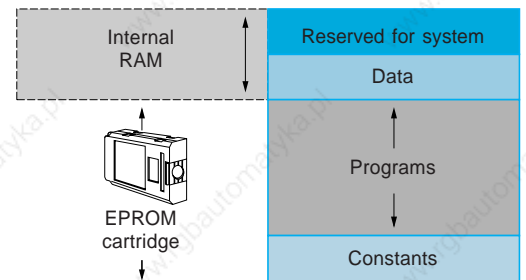 Internal
RAM
Reserved for system
Data
Programs
EPROM
cartridge
Constants